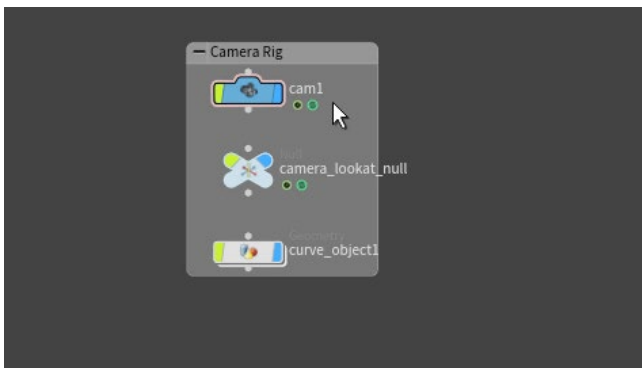 Camera Rig
cam1
Null
camera_lookat_null
Geometry
curve_object1